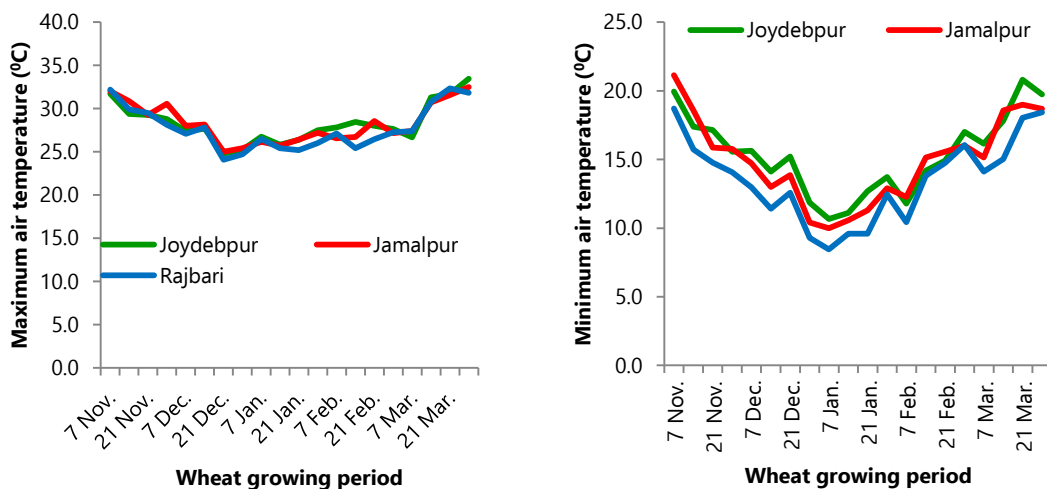 Maximum air temperature (⁰C)
40.0
35.0
30.0
25.0
20.0
15.0
10.0
5.0
0.0
Joydebpur
Jamalpur
Rajbari
7 Nov.
21 Nov.
7 Dec.
21 Dec.
7 Jan.
21 Jan.
7 Feb.
21 Feb.
7 Mar.
21 Mar.
Wheat growing period
Minimum air temperature (⁰C)
25.0
20.0
15.0
10.0
5.0
0.0
Joydebpur
Jamalpur
7 Nov.
21 Nov.
7 Dec.
21 Dec.
7 Jan.
21 Jan.
7 Feb.
21 Feb.
7 Mar.
21 Mar.
Wheat growing period